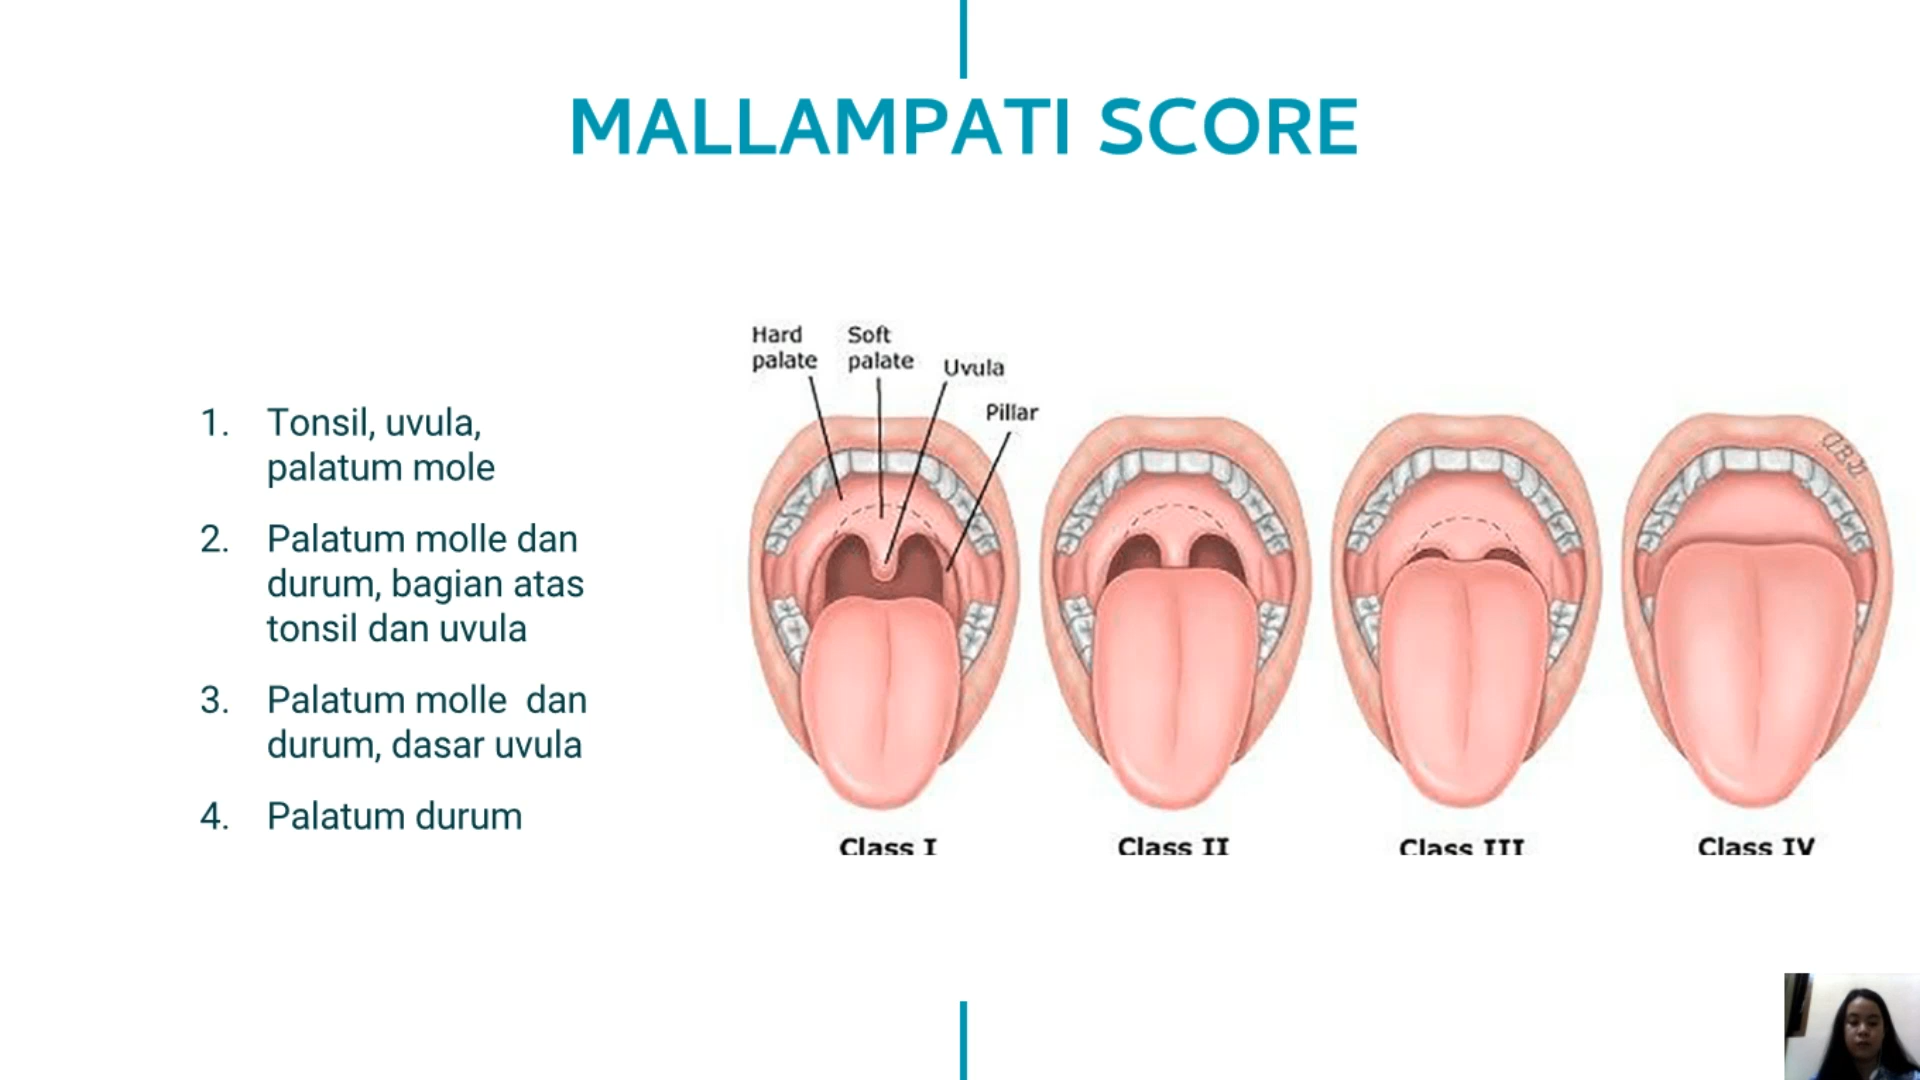 MALLAMPATI SCORE
1. Tonsil, uvula,
palatum mole
2. Palatum molle dan
durum, bagian atas
tonsil dan uvula
3. Palatum molle dan
durum, dasar uvula
4. Palatum durum
Hard
palate
Soft
palate
Uvula
Pillar
Class I
Class II
Class III
Class IV